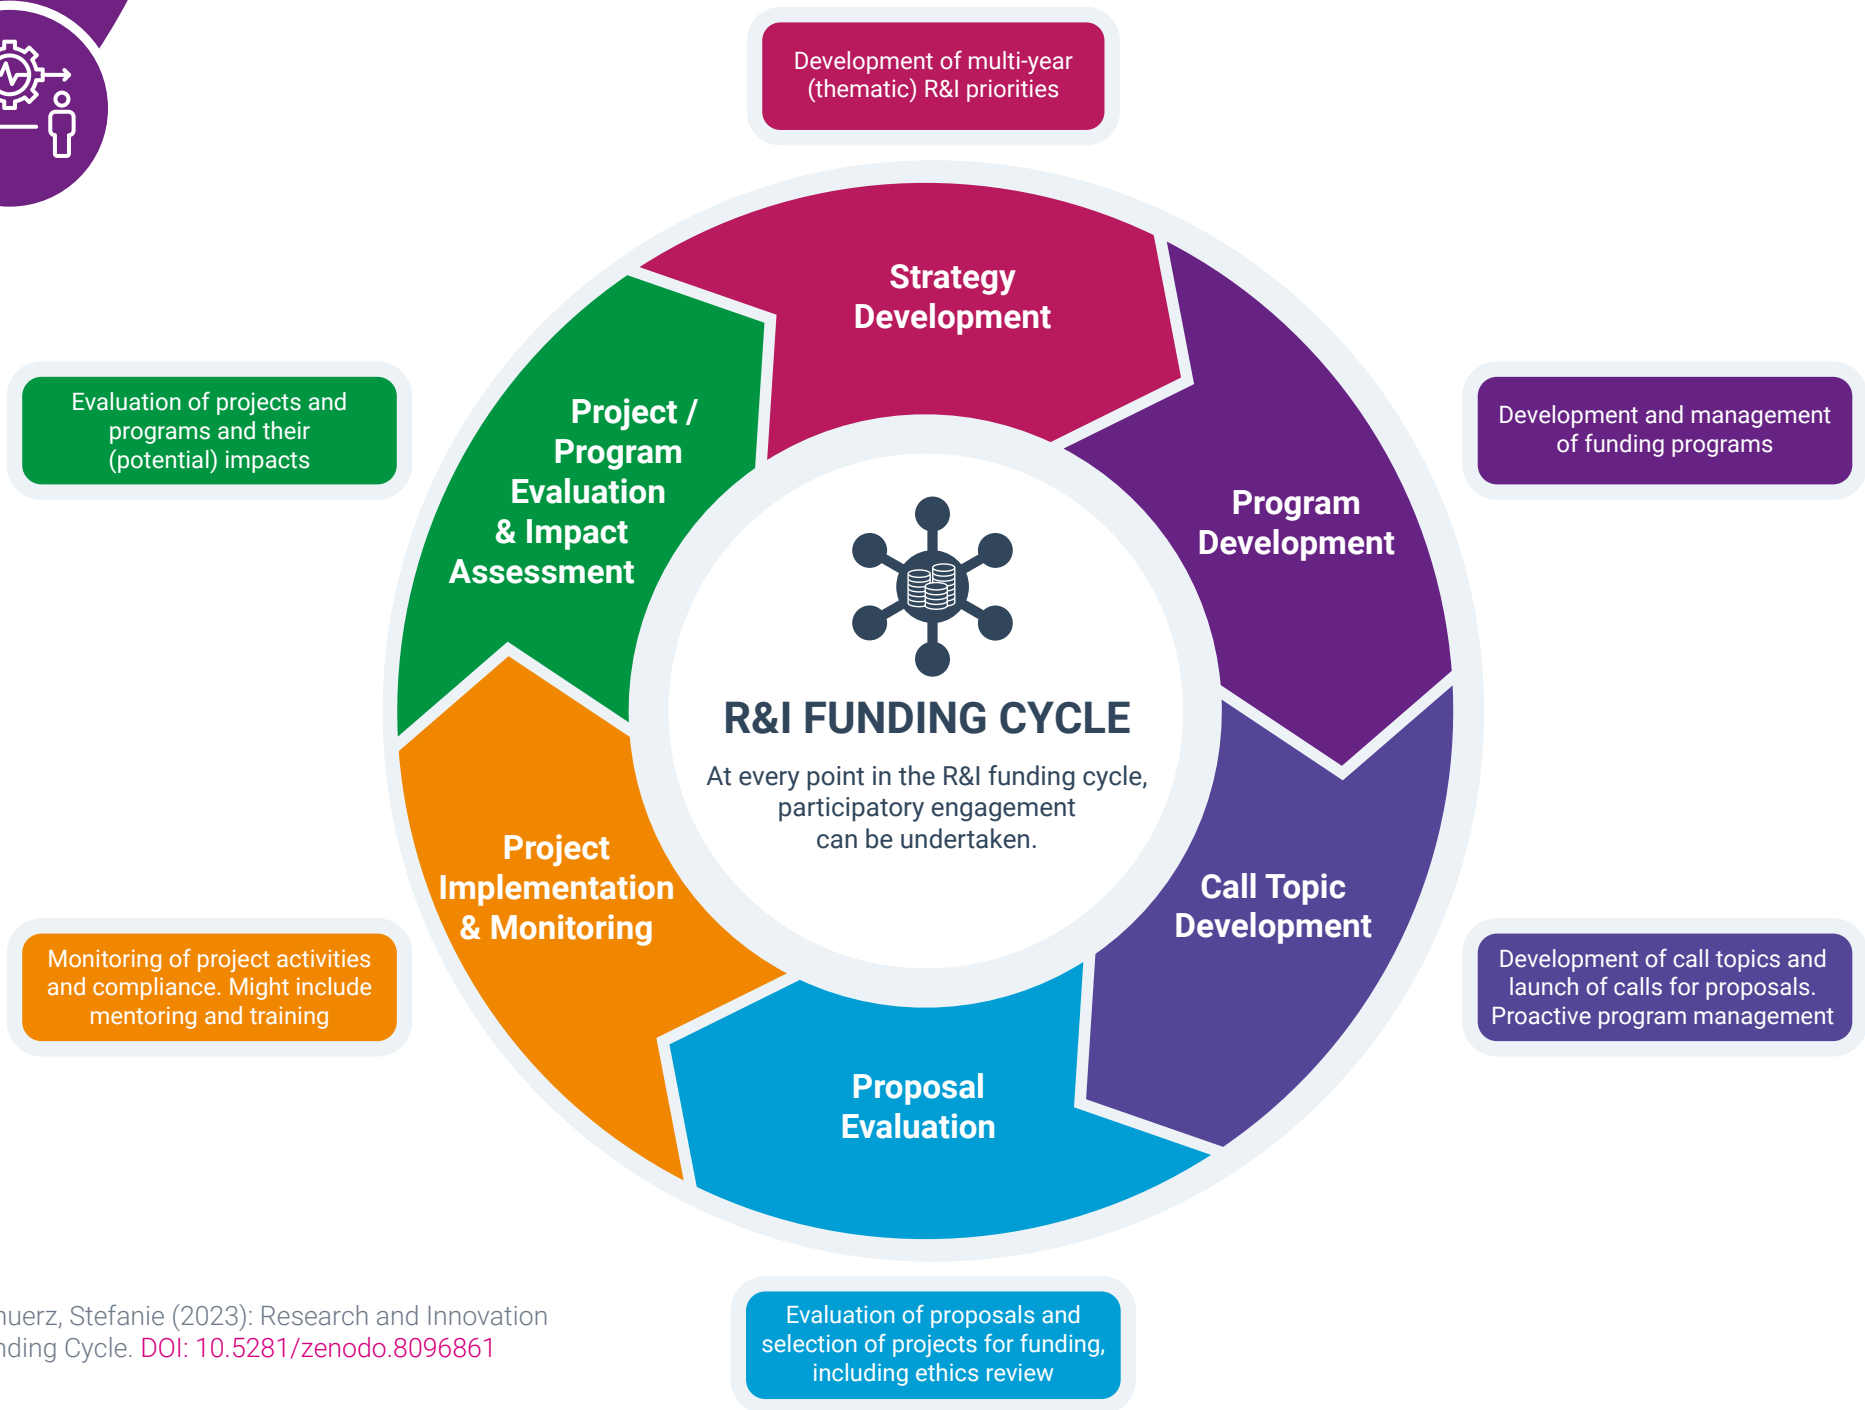 Development of multi-year
(thematic) R&I priorities
Strategy
Development
Program
Development
Development and management
of funding programs
Call Topic
Development
Development of call topics and
launch of calls for proposals.
Proactive program management
Proposal
Evaluation
Evaluation of proposals and
selection of projects for funding,
including ethics review
Project
Implementation
& Monitoring
Monitoring of project activities
and compliance. Might include
mentoring and training
Project /
Program
Evaluation
& Impact
Assessment
Evaluation of projects and
programs and their
(potential) impacts
R&I FUNDING CYCLE
At every point in the R&I funding cycle,
participatory engagement
can be undertaken.
Stefanie (2023): Research and Innovation
Cycle. DOI: 10.5281/zenodo.8096861